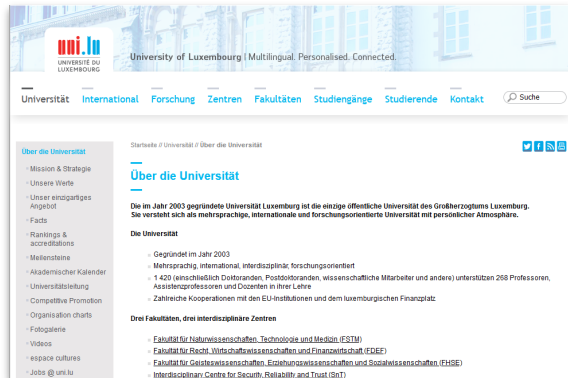 uni.lu
UNIVERSITÉ DU
LUXEMBOURG
University of Luxembourg | Multilingual. Personalised. Connected.
Universität International Forschung Zentren Fakultäten Studiengänge Studierende Kontakt Suche
Startseite // Universität // Über die Universität
Über die Universität
Mission & Strategie
Unsere Werte
Unser einzigartiges
Angebot
Facts
Rankings &
accreditations
Meilensteine
Akademischer Kalender
Universitätsleitung
Competitive Promotion
Organisation charts
Fotogalerie
Videos
espace cultures
Jobs @ uni.lu
Über die Universität
Die im Jahr 2003 gegründete Universität Luxemburg ist die einzige öffentliche Universität des Großherzogtums Luxemburg.
Sie versteht sich als mehrsprachige, internationale und forschungsorientierte Universität mit persönlicher Atmosphäre.
Die Universität
Gegründet im Jahr 2003
Mehrsprachig, international, interdisziplinär, forschungsorientiert
1 420 (einschließlich Doktoranden, Postdoktoranden, wissenschaftliche Mitarbeiter und andere) unterstützen 268 Professoren,
Assistenzprofessoren und Dozenten in ihrer Lehre
Zahlreiche Kooperationen mit den EU-Institutionen und dem luxemburgischen Finanzplatz
Drei Fakultäten, drei interdisziplinäre Zentren
Fakultät für Naturwissenschaften, Technologie und Medizin (FSTM)
Fakultät für Recht, Wirtschaftswissenschaften und Finanzwirtschaft (FDEF)
Fakultät für Geisteswissenschaften, Erziehungswissenschaften und Sozialwissenschaften (FHSE)
Interdisciplinary Centre for Security, Reliability and Trust (SnT)